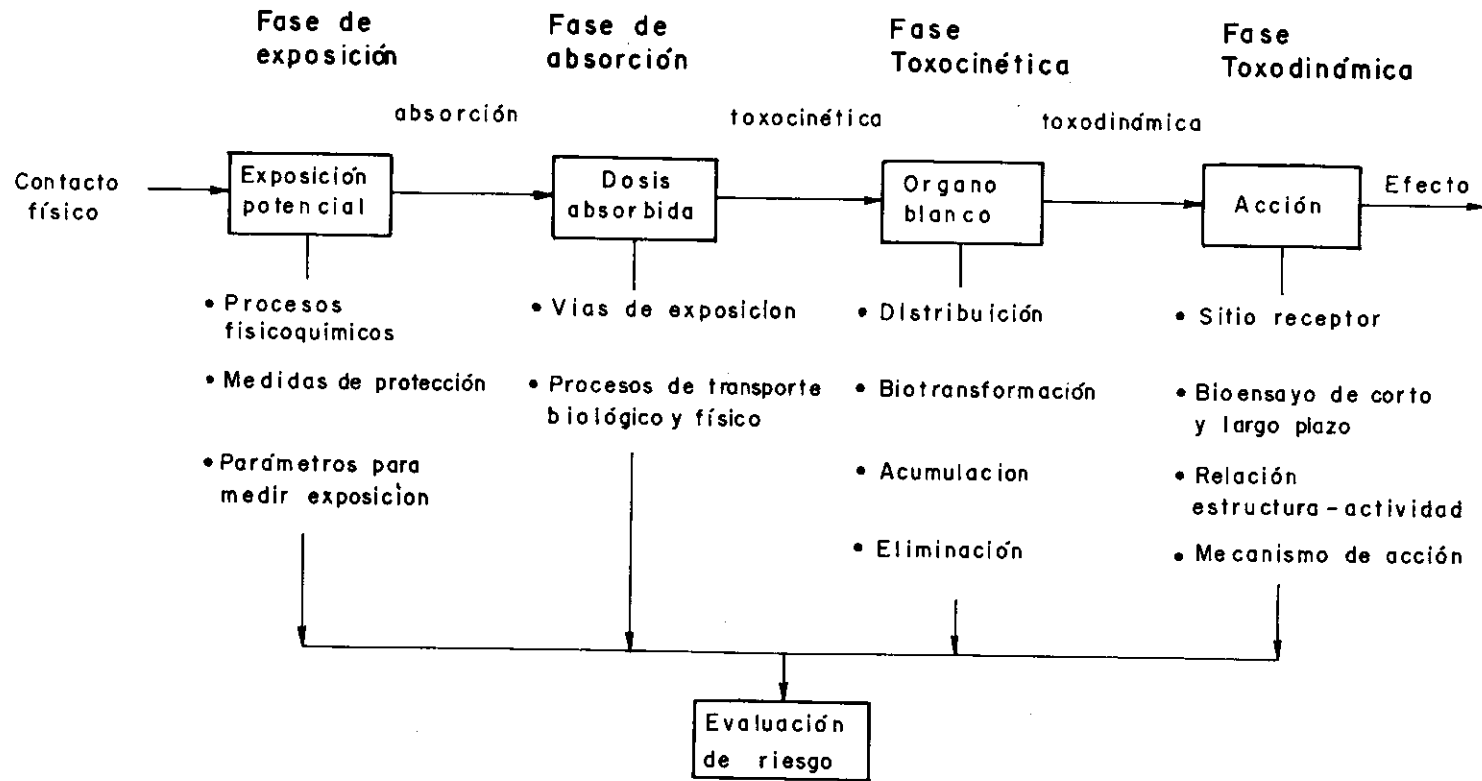 Fase de
exposición
Fase de
absorción
Fase
Toxocinética
Fase
Toxodinámica
absorción
toxocinética
toxodinámica
Contacto
físico
Exposición
potencial
Dosis
absorbida
Organo
blanco
Acción
Efecto
• Procesos
físicoquímicos
• Medidas de protección
• Parámetros para
medir exposición
• Vias de exposicion
• Procesos de transporte
biológico y físico
• Distribuición
• Biotransformación
• Acumulacion
• Eliminación
• Sitio receptor
• Bioensayo de corto
y largo plazo
• Relación
estructura-actividad
• Mecanismo de acción
Evaluación
de riesgo